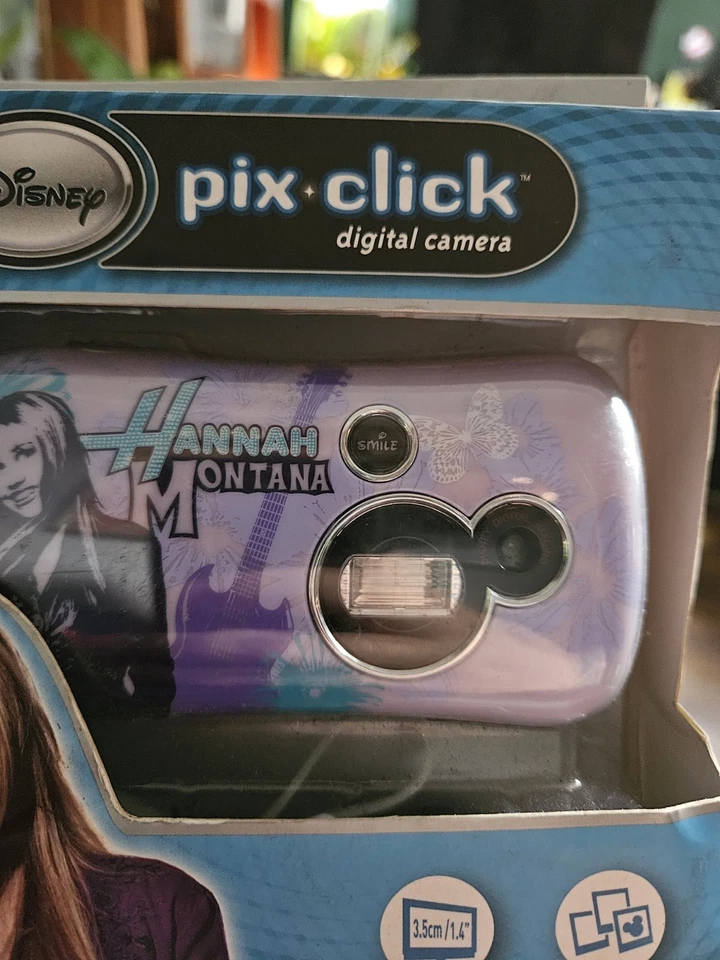 Disney
pix click™
digital camera
HANNAH
MONTANA
SMILE
3.5cm/1.4"